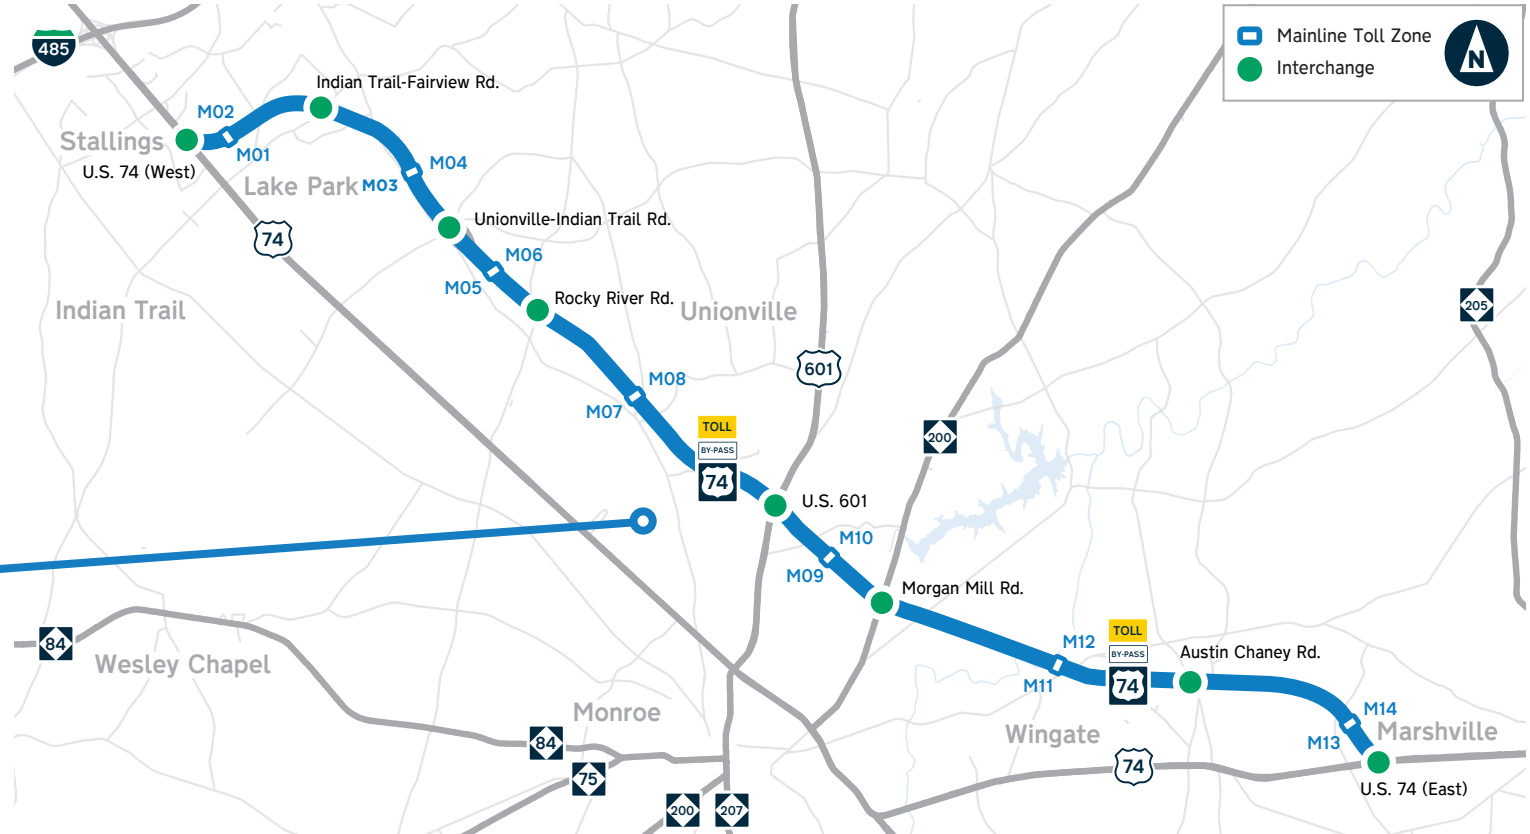 485
Mainline Toll Zone
N
Interchange
Indian Trail-Fairview Rd.
M02
Stallings
M01
U.S. 74 (West)
Lake Park
M03
M04
Unionville-Indian Trail Rd.
74
M06
M05
Rocky River Rd.
Indian Trail
Unionville
205
601
M08
M07
TOLL
BY-PASS
74
200
U.S. 601
M10
M09
Morgan Mill Rd.
84
Wesley Chapel
M12
M11
TOLL
BY-PASS
74
Austin Chaney Rd.
Monroe
Wingate
M14
M13
Marshville
84
75
74
U.S. 74 (East)
200
207